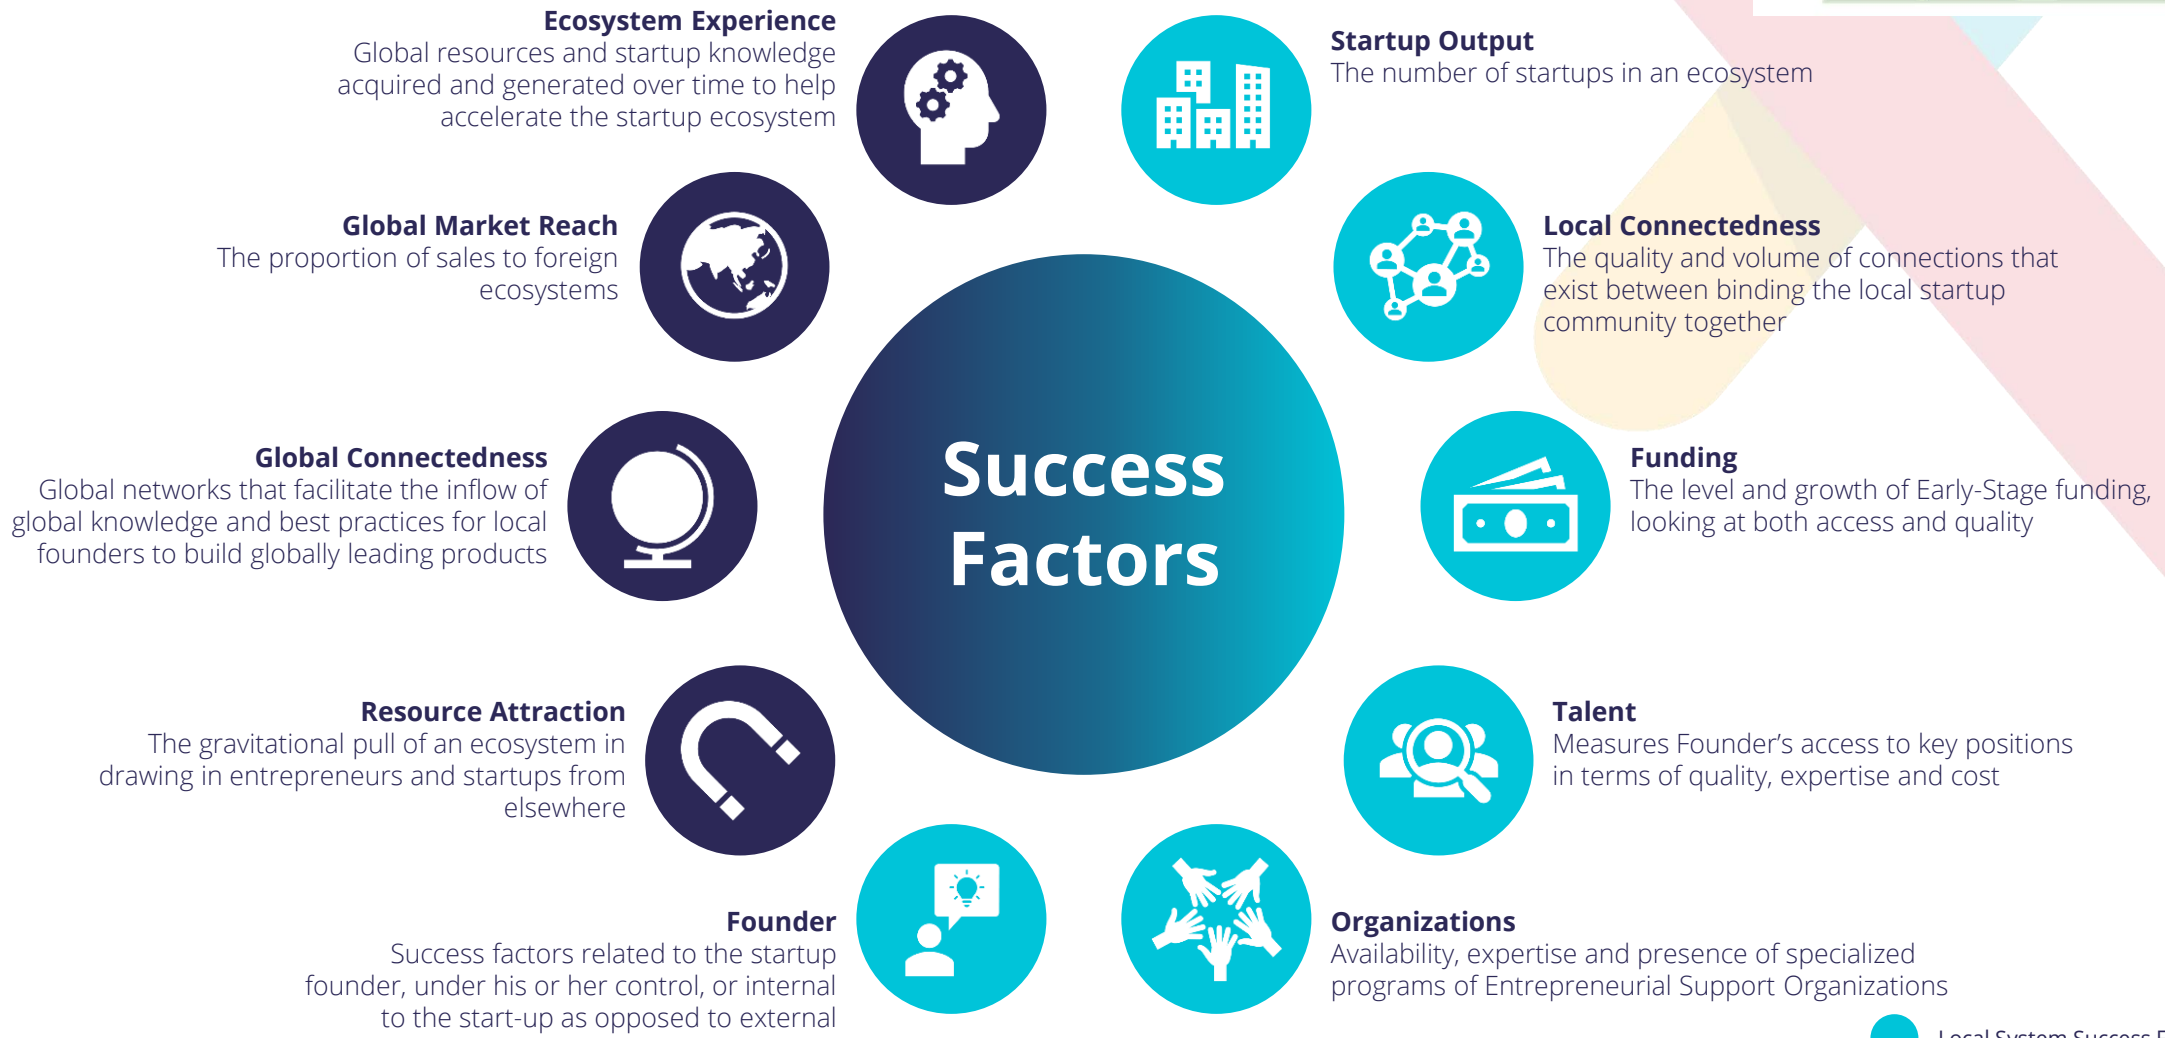 Ecosystem Experience
Global resources and startup knowledge
acquired and generated over time to help
accelerate the startup ecosystem
Startup Output
The number of startups in an ecosystem
Global Market Reach
The proportion of sales to foreign
ecosystems
Local Connectedness
The quality and volume of connections that
exist between binding the local startup
community together
Success
Factors
Global Connectedness
Global networks that facilitate the inflow of
global knowledge and best practices for local
founders to build globally leading products
Funding
The level and growth of Early-Stage funding,
looking at both access and quality
Resource Attraction
The gravitational pull of an ecosystem in
drawing in entrepreneurs and startups from
elsewhere
Talent
Measures Founder’s access to key positions
in terms of quality, expertise and cost
Founder
Success factors related to the startup
founder, under his or her control, or internal
to the start-up as opposed to external
Organizations
Availability, expertise and presence of specialized
programs of Entrepreneurial Support Organizations
Local System Success